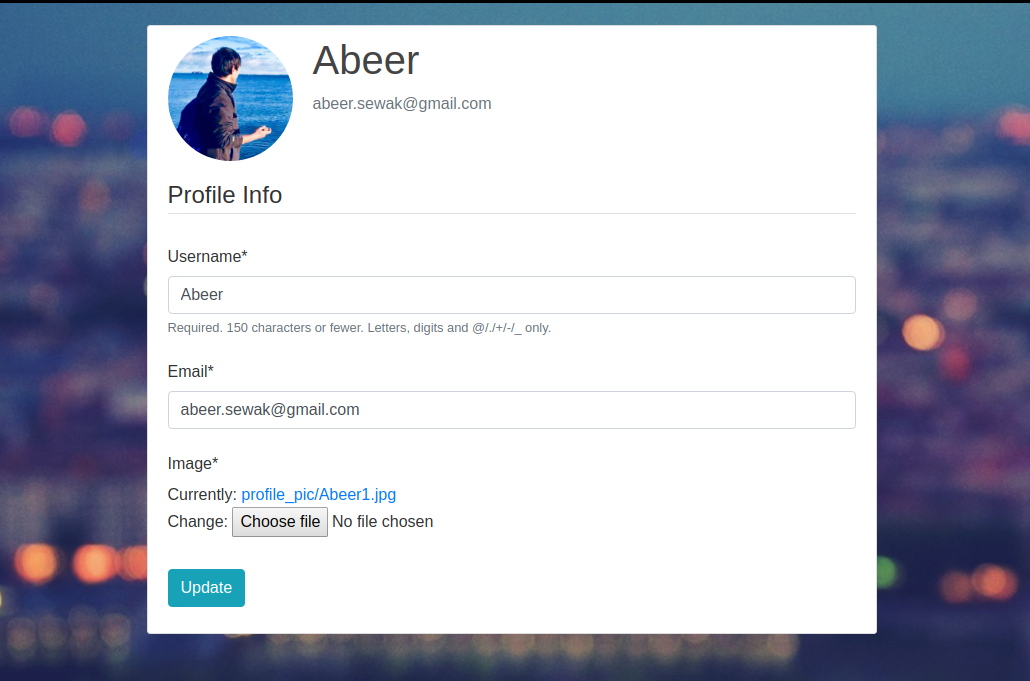 Abeer
abeer.sewak@gmail.com
Profile Info
Username*
Abeer
Required. 150 characters or fewer. Letters, digits and @/./+/-/_ only.
Email*
abeer.sewak@gmail.com
Image*
Currently: profile_pic/Abeer1.jpg
Change: Choose file No file chosen
Update